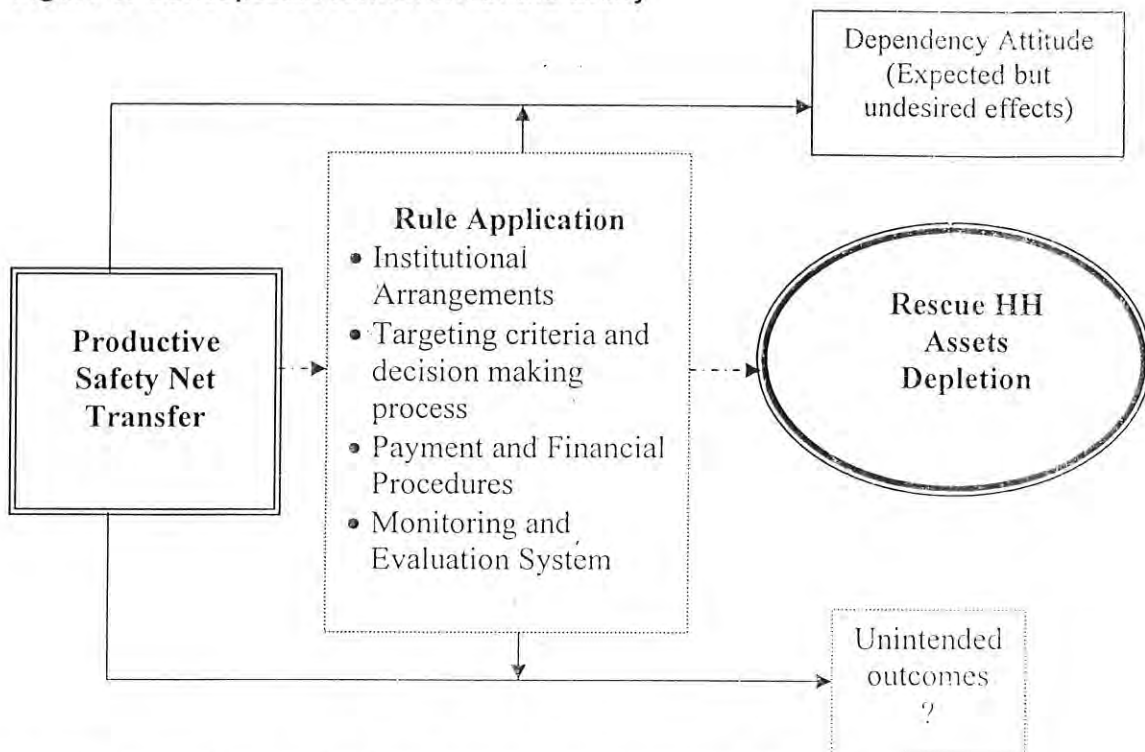 Dependency Attitude
(Expected but
undesired effects)
Rule Application
• Institutional
Arrangements
• Targeting criteria and
decision making
process
• Payment and Financial
Procedures
• Monitoring and
Evaluation System
Productive
Safety Net
Transfer
Rescue HH
Assets
Depletion
Unintended
outcomes
?